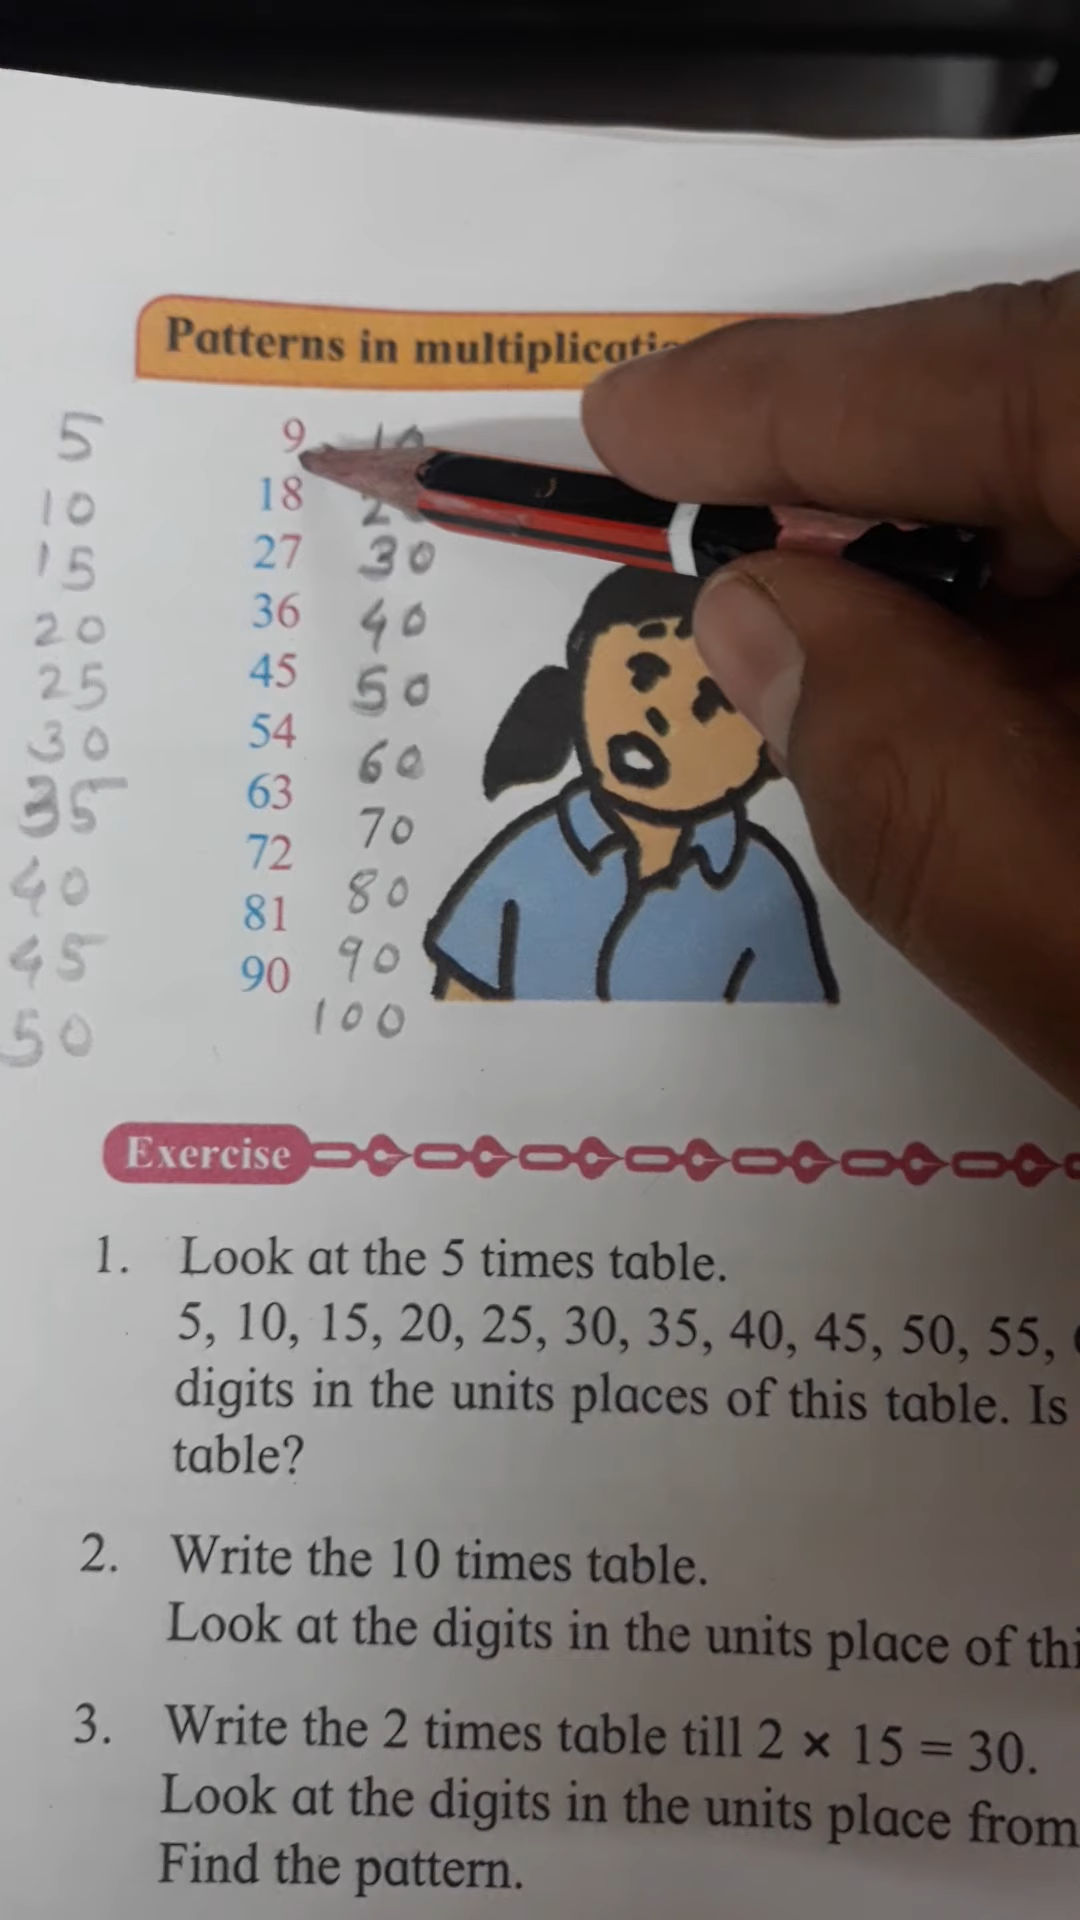 Patterns in
5 9 10
10 18
15 27 30
20 36 40
25 45 50
30 54 60
35 63 70
40 72 80
45 81 90
50 90 100
Exercise
1. Look at the 5 times table.
5, 10, 15, 20, 25, 30, 35, 40, 45, 50, 55,
digits in the units places of this table. Is
table?
2. Write the 10 times table.
Look at the digits in the units place of
3. Write the 2 times table till 2 × 15 = 30.
Look at the digits in the units place from
Find the pattern.